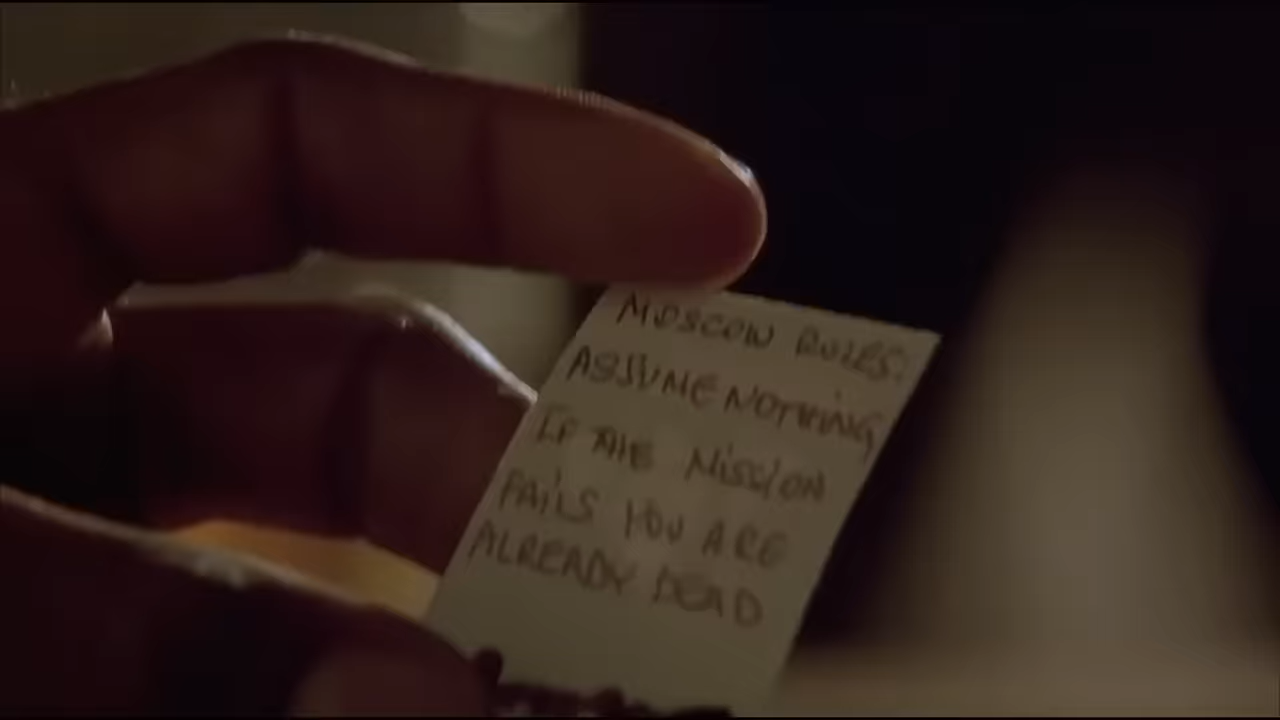 MOSCOW RULES:
ASSUME NOTHING
IF THE MISSION
FAILS YOU ARE
ALREADY DEAD